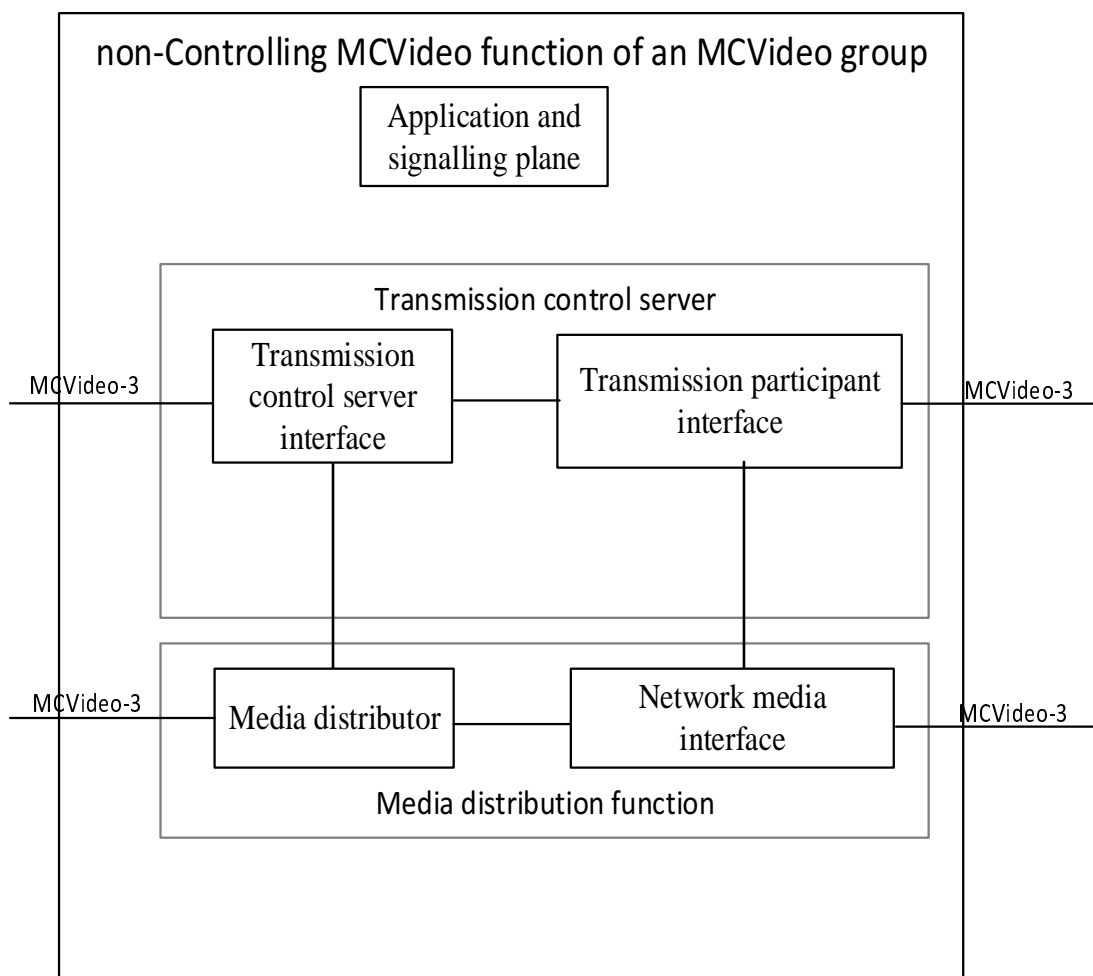 non-Controlling MCVideo function of an MCVideo group
Application and
signalling plane
Transmission control server
Transmission
control server
interface
Transmission participant
interface
MCVideo-3
MCVideo-3
Media distributor
Network media
interface
MCVideo-3
MCVideo-3
Media distribution function